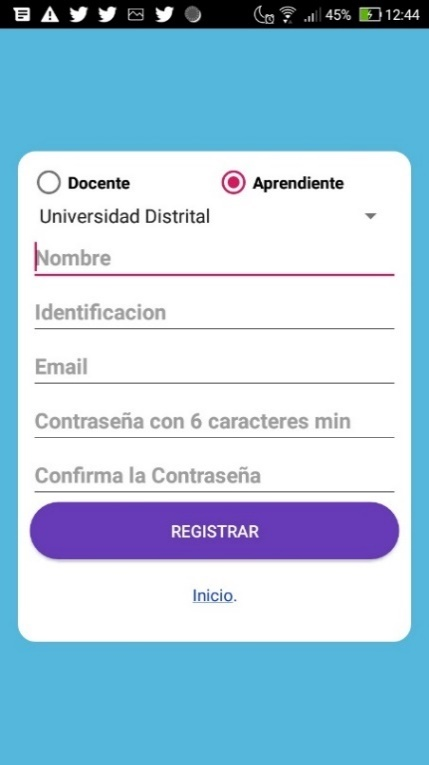 45% 12:44
Docente Aprendiente
Universidad Distrital
Nombre
Identificacion
Email
Contraseña con 6 caracteres min
Confirma la Contraseña
REGISTRAR
Inicio.